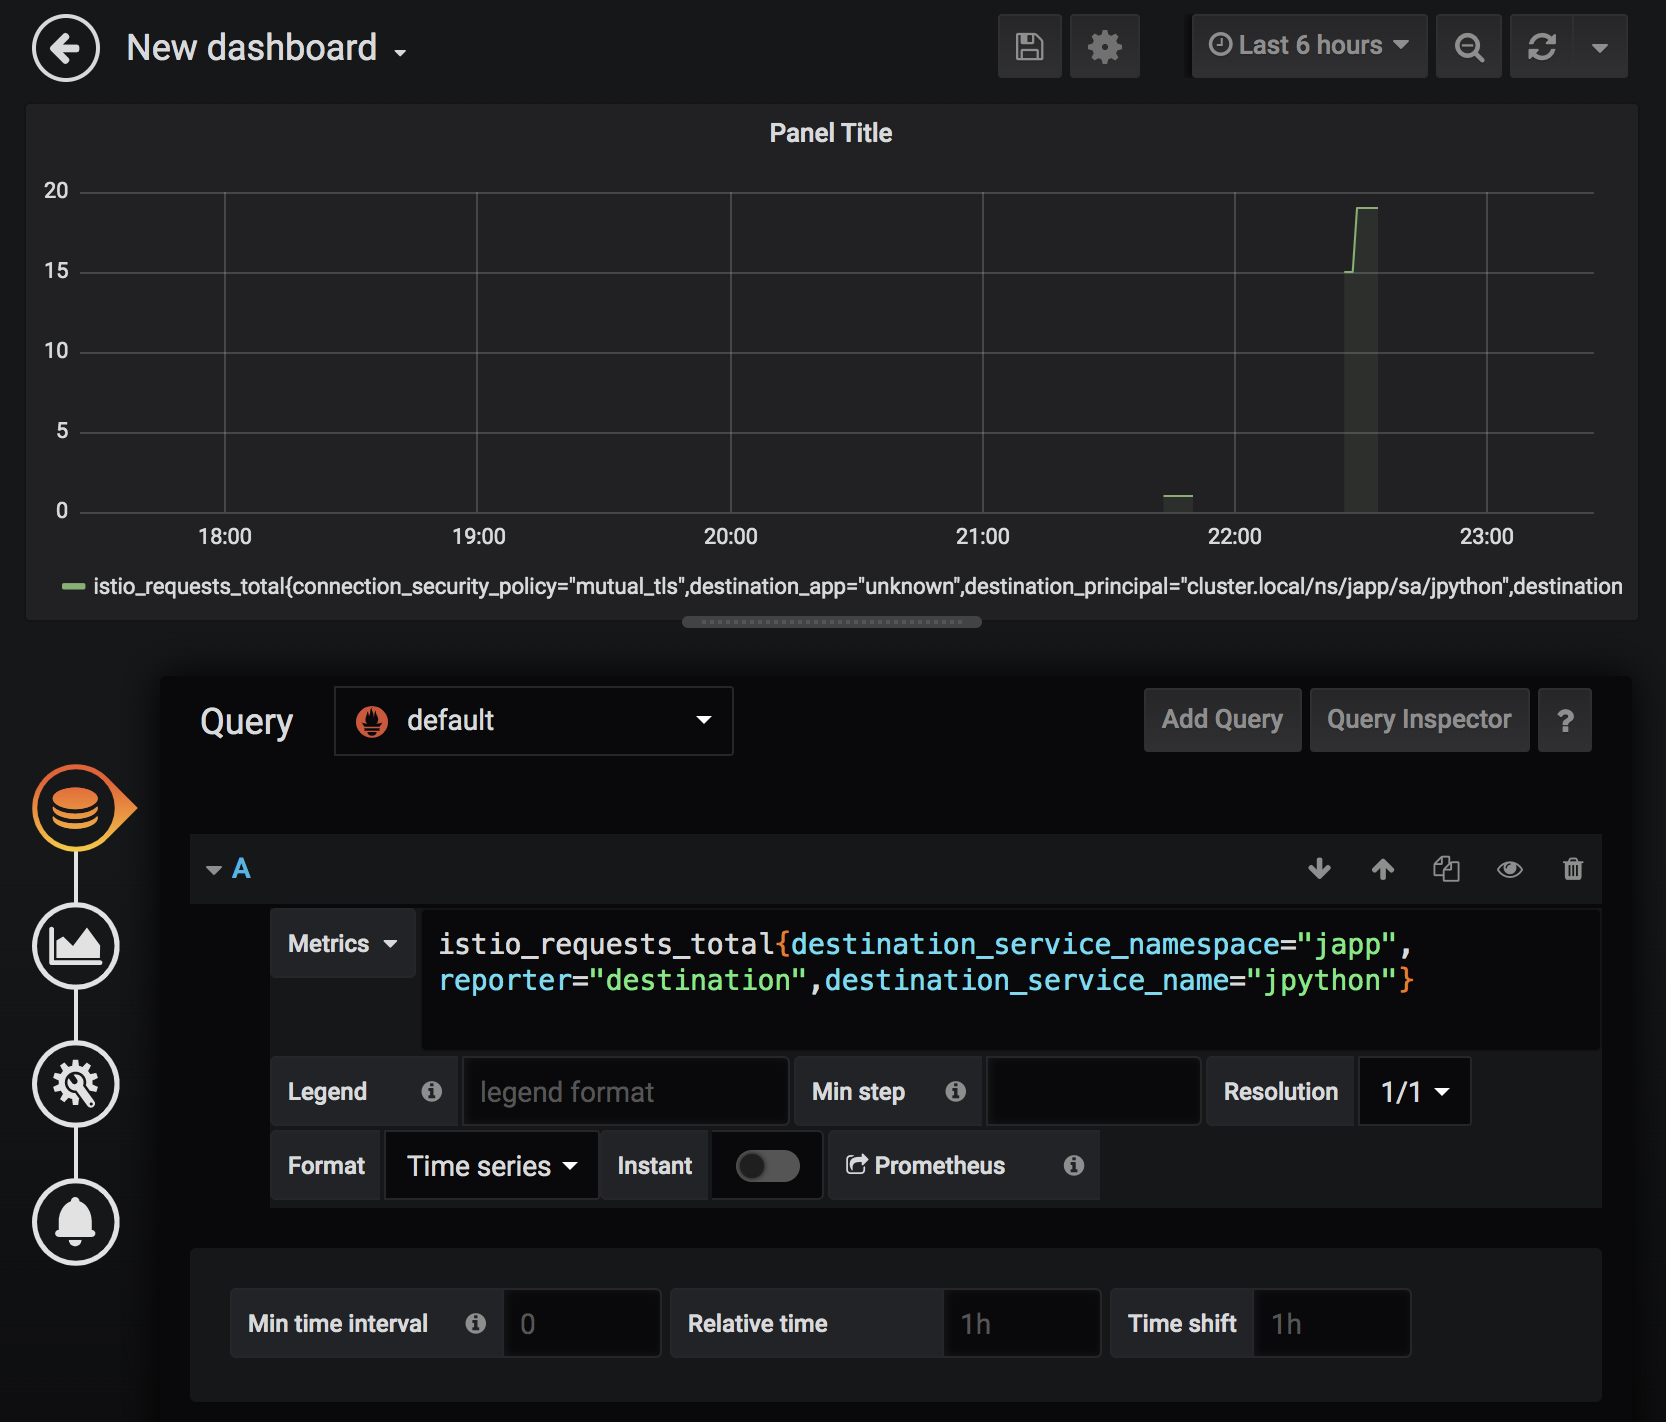 New dashboard
Last 6 hours
Panel Title
20
15
10
5
0
18:00 19:00 20:00 21:00 22:00 23:00
istio_requests_total{connection_security_policy="mutual_tls",destination_app="unknown",destination_principal="cluster.local/ns/japp/sa/jpython",destination
Query default Add Query Query Inspector ?
A
Metrics istio_requests_total{destination_service_namespace="japp",
reporter="destination",destination_service_name="jpython"}
Legend legend format Min step Resolution 1/1
Format Time series Instant Prometheus
Min time interval 0 Relative time 1h Time shift 1h